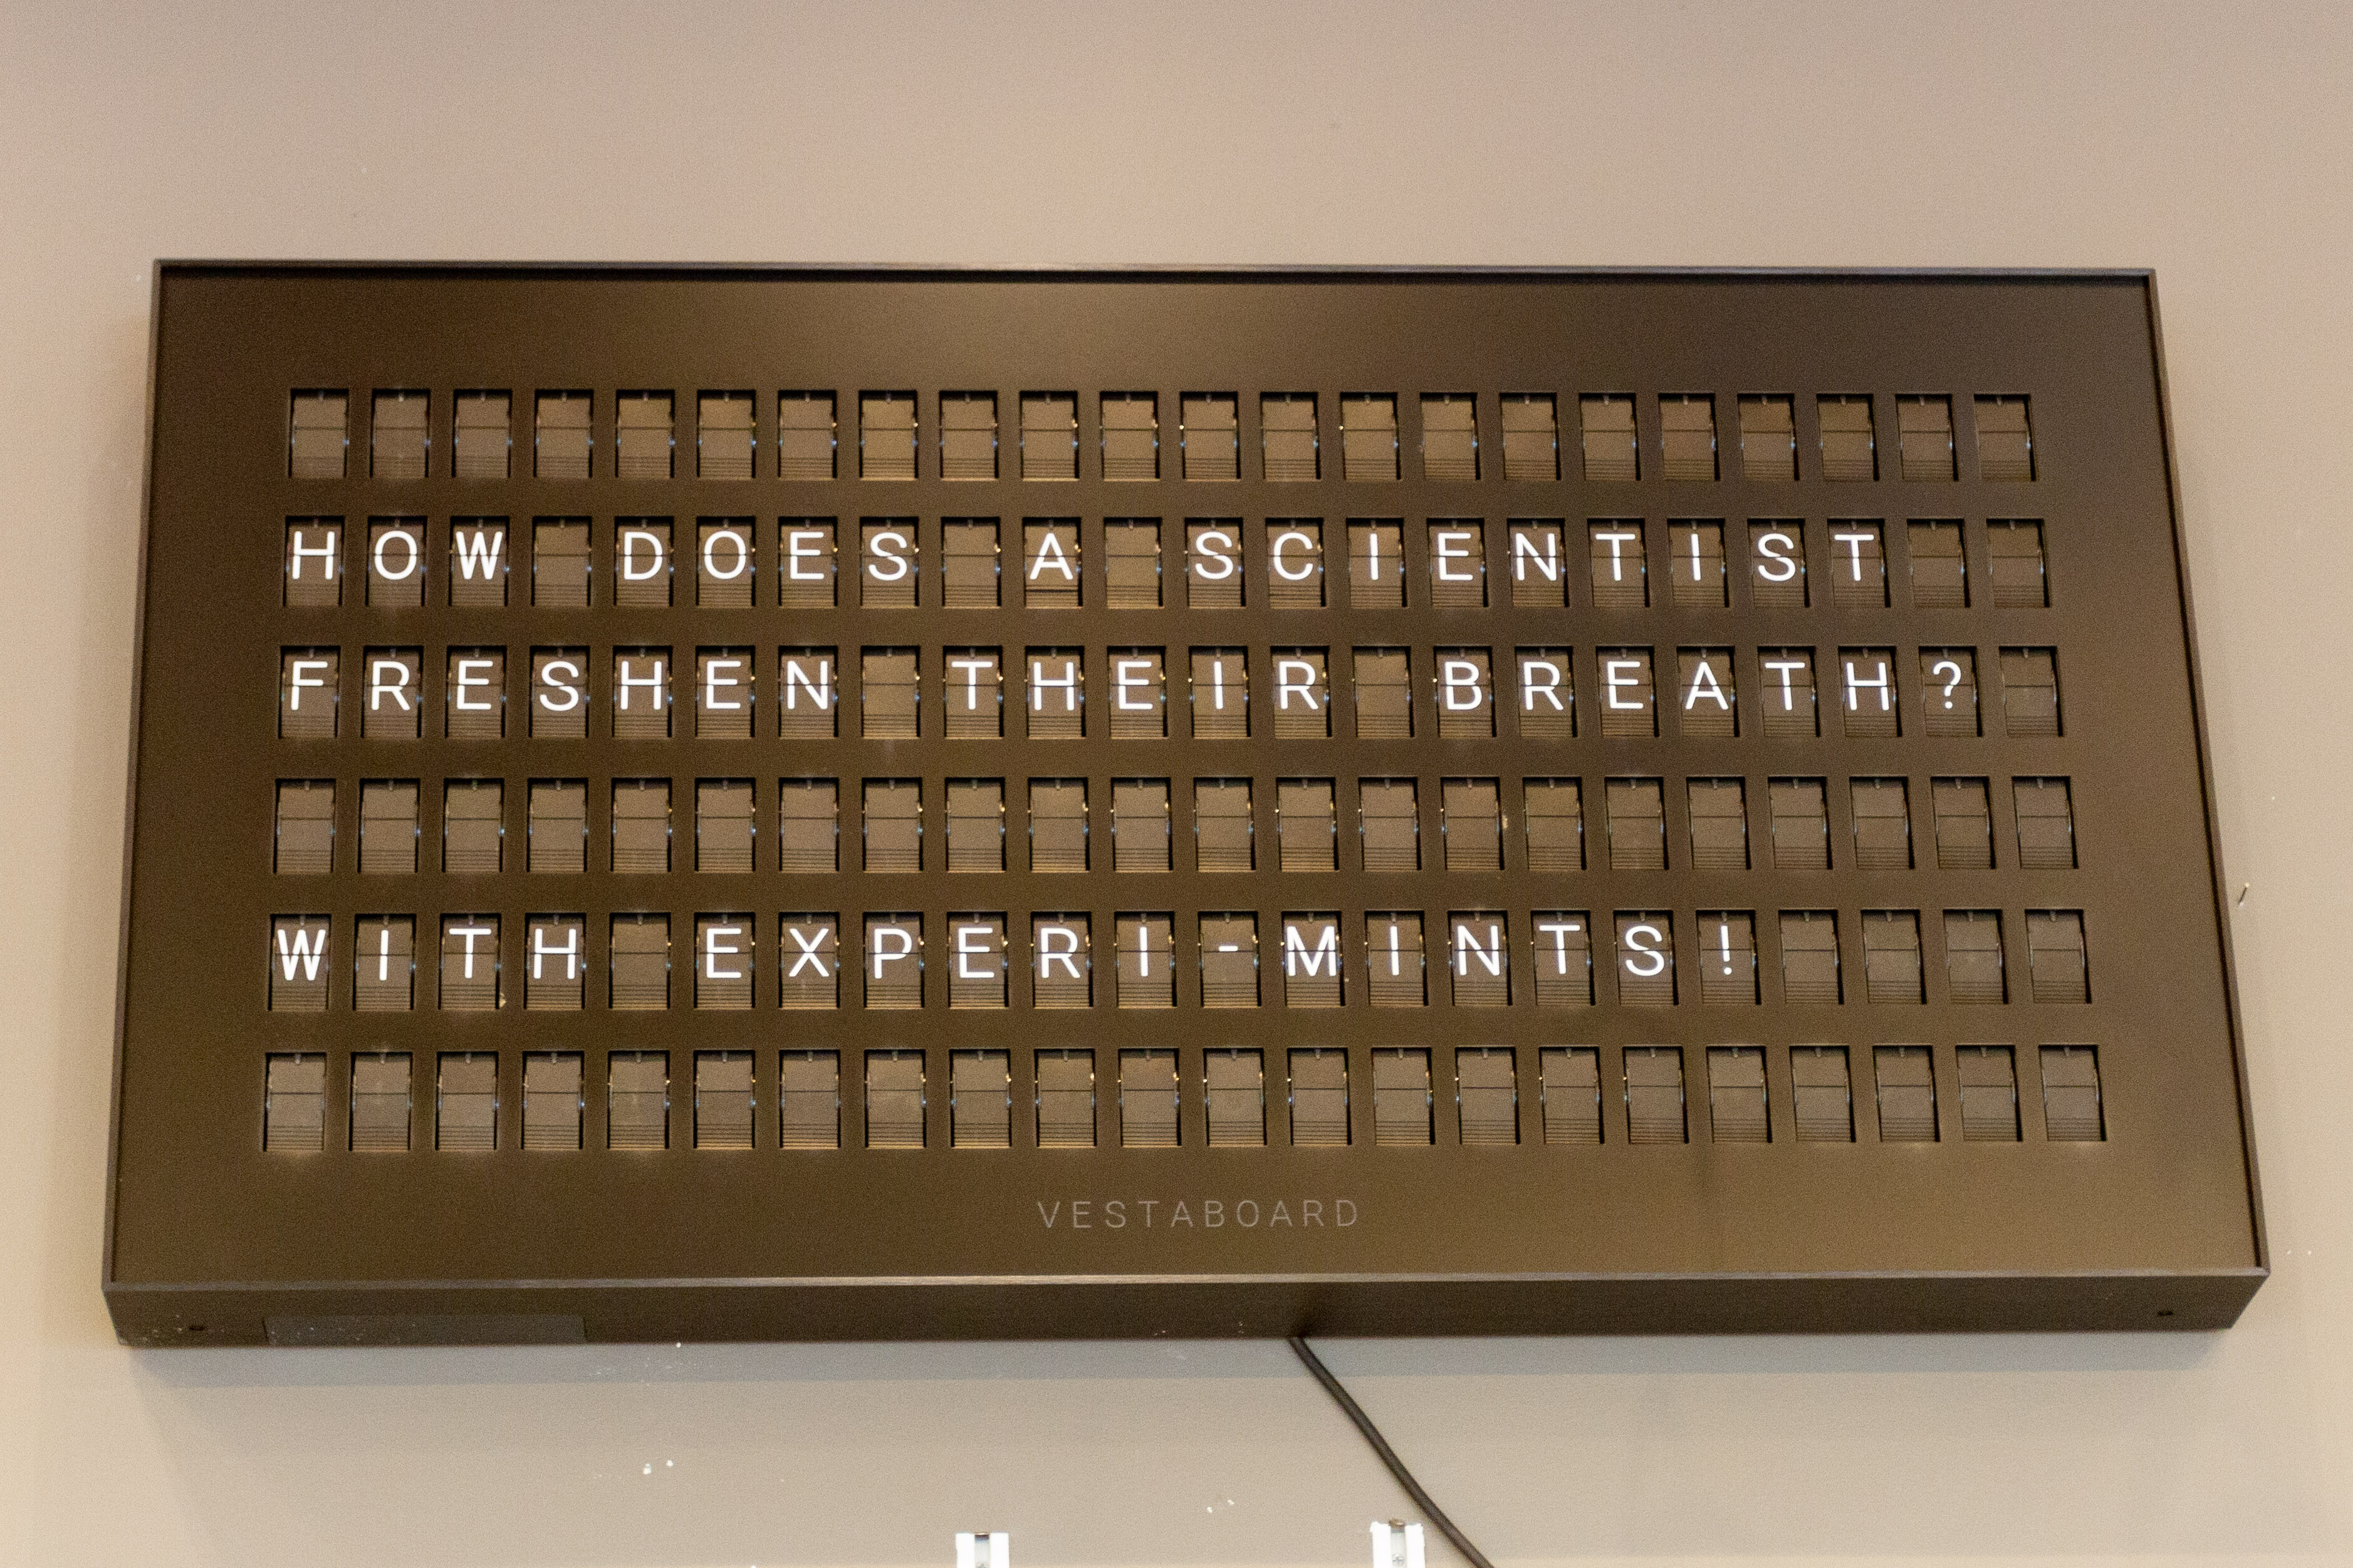 HOW DOES A SCIENTIST
FRESHEN THEIR BREATH?
WITH EXPERI-MINTS!
VESTABOARD